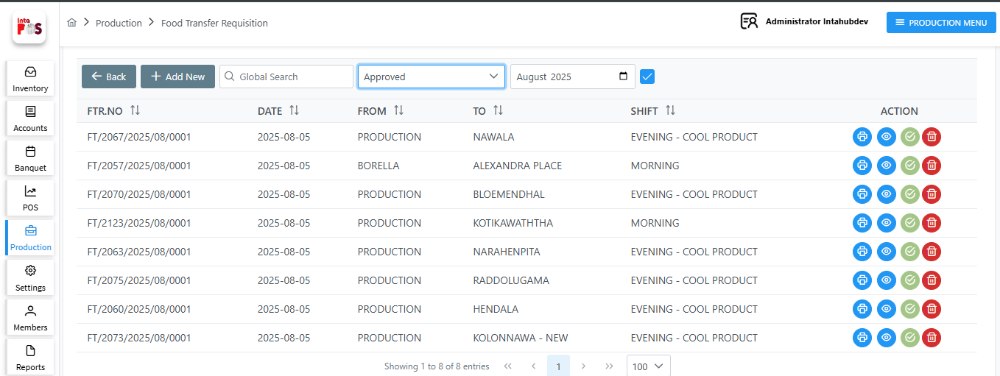 inta
POS
Production
Food Transfer Requisition
Administrator Intahubdev
PRODUCTION MENU
Inventory
Accounts
Banquet
POS
Production
Settings
Members
Reports
Back
Add New
Global Search
Approved
August 2025
FTR.NO DATE FROM TO SHIFT ACTION
FT/2067/2025/08/0001 2025-08-05 PRODUCTION NAWALA EVENING - COOL PRODUCT
FT/2057/2025/08/0001 2025-08-05 BORELLA ALEXANDRA PLACE MORNING
FT/2070/2025/08/0001 2025-08-05 PRODUCTION BLOEMENDHAL EVENING - COOL PRODUCT
FT/2123/2025/08/0001 2025-08-05 PRODUCTION KOTIKAWATHTHA MORNING
FT/2063/2025/08/0001 2025-08-05 PRODUCTION NARAHENPITA EVENING - COOL PRODUCT
FT/2075/2025/08/0001 2025-08-05 PRODUCTION RADDOLUGAMA EVENING - COOL PRODUCT
FT/2060/2025/08/0001 2025-08-05 PRODUCTION HENDALA EVENING - COOL PRODUCT
FT/2073/2025/08/0001 2025-08-05 PRODUCTION KOLONNAWA - NEW EVENING - COOL PRODUCT
Showing 1 to 8 of 8 entries 1 100